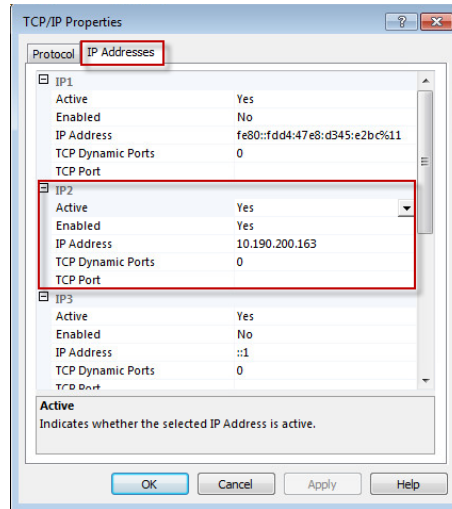 TCP/IP Properties
Protocol IP Addresses
IP1
Active Yes
Enabled No
IP Address fe80::fdd4:47e8:d345:e2bc%11
TCP Dynamic Ports 0
TCP Port
IP2
Active Yes
Enabled Yes
IP Address 10.190.200.163
TCP Dynamic Ports 0
TCP Port
IP3
Active Yes
Enabled No
IP Address ::1
TCP Dynamic Ports 0
TCP Port
Active
Indicates whether the selected IP Address is active.
OK Cancel Apply Help